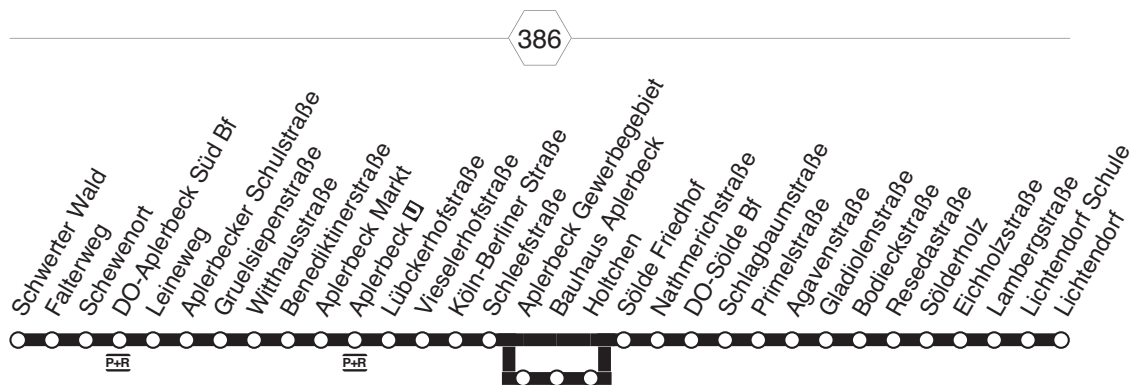 386
Schwerter Wald
Falterweg
Schewenort
DO-Aplerbeck Süd Bf
Leineweg
Aplerbecker Schulstraße
Gruelsiepenstraße
Witthausstraße
Benediktinerstraße
Aplerbeck Markt
Aplerbeck U
Lübckerhofstraße
Vieselerhofstraße
Köln-Berliner Straße
Schleefstraße
Aplerbeck Gewerbegebiet
Bauhaus Aplerbeck
Holtchen
Sölde Friedhof
Nathmerichstraße
DO-Sölde Bf
Schlagbaumstraße
Primelstraße
Agavenstraße
Gladiolenstraße
Bodieckstraße
Resedastraße
Sölderholz
Eichholzstraße
Lambergstraße
Lichtendorf Schule
Lichtendorf
P+R
P+R